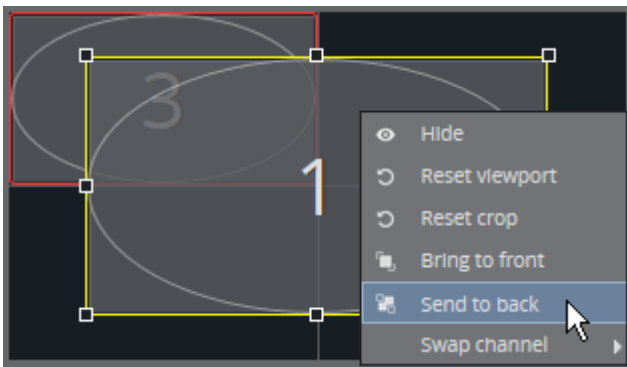 3
1
Hide
Reset viewport
Reset crop
Bring to front
Send to back
Swap channel